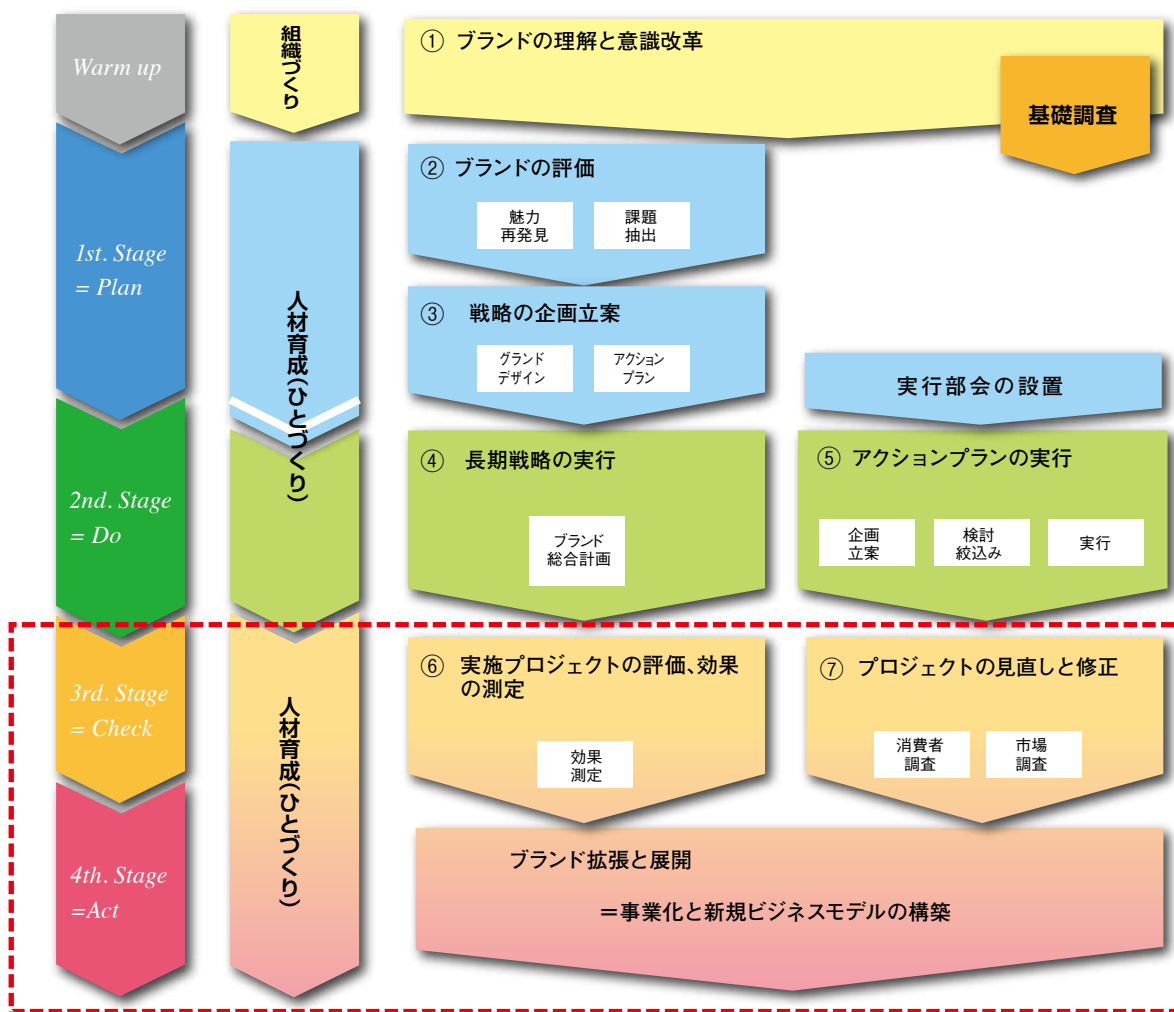 Warm up
組織づくり
① ブランドの理解と意識改革
基礎調査
1st. Stage
= Plan
人材育成(ひとづくり)
② ブランドの評価
魅力
再発見
課題
抽出
③ 戦略の企画立案
グランド
デザイン
アクション
プラン
実行部会の設置
2nd. Stage
= Do
④ 長期戦略の実行
ブランド
総合計画
⑤ アクションプランの実行
企画
立案
検討
絞込み
実行
3rd. Stage
= Check
人材育成(ひとづくり)
⑥ 実施プロジェクトの評価、効果
の測定
効果
測定
⑦ プロジェクトの見直しと修正
消費者
調査
市場
調査
4th. Stage
=Act
ブランド拡張と展開
＝事業化と新規ビジネスモデルの構築